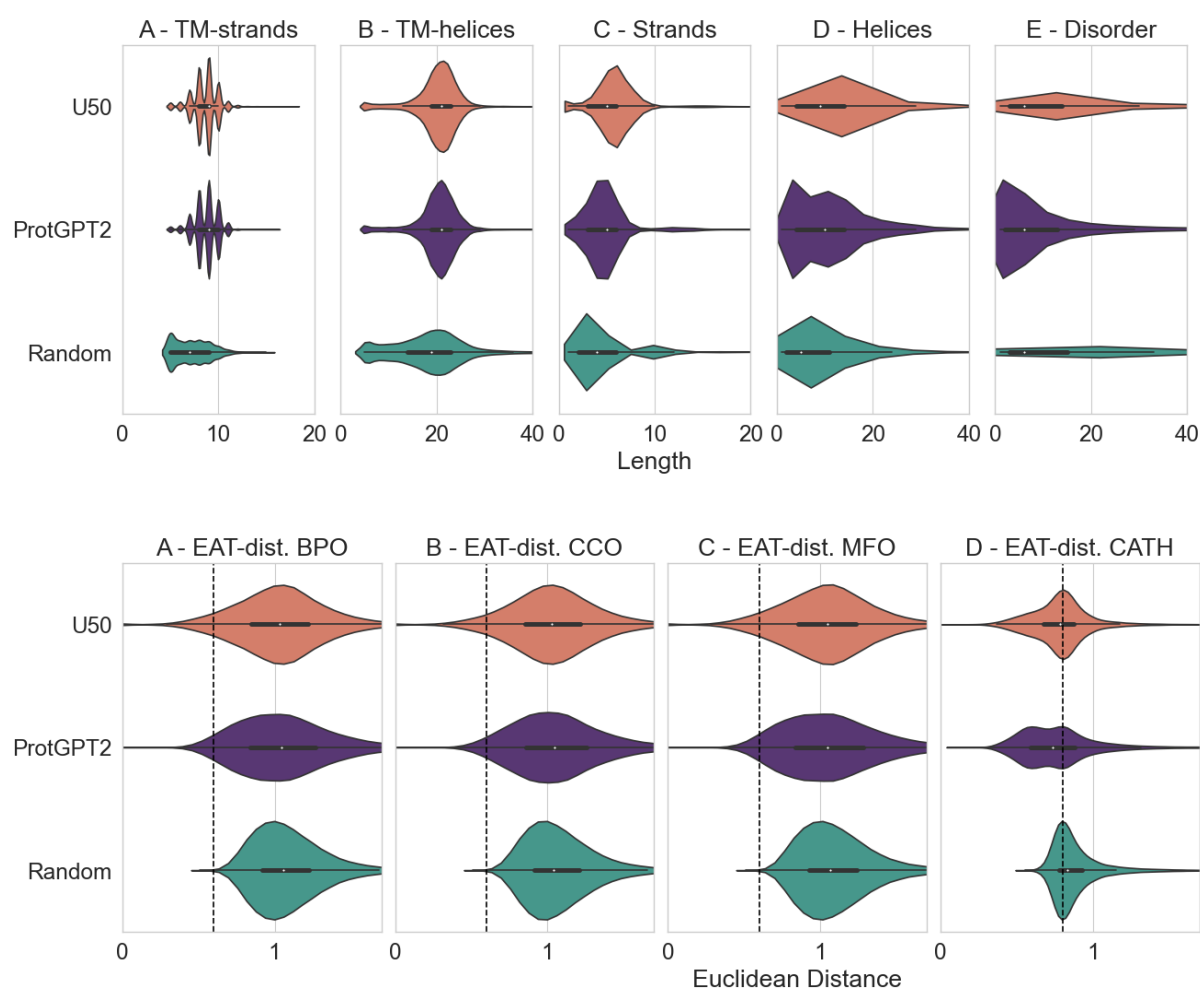 A - TM-strands B - TM-helices C - Strands D - Helices E - Disorder
U50
ProtGPT2
Random
0 10 20 0 20 40 0 10 20 0 20 40 0 20 40
Length
A - EAT-dist. BPO B - EAT-dist. CCO C - EAT-dist. MFO D - EAT-dist. CATH
U50
ProtGPT2
Random
0 1 0 1 0 1 0 1
Euclidean Distance